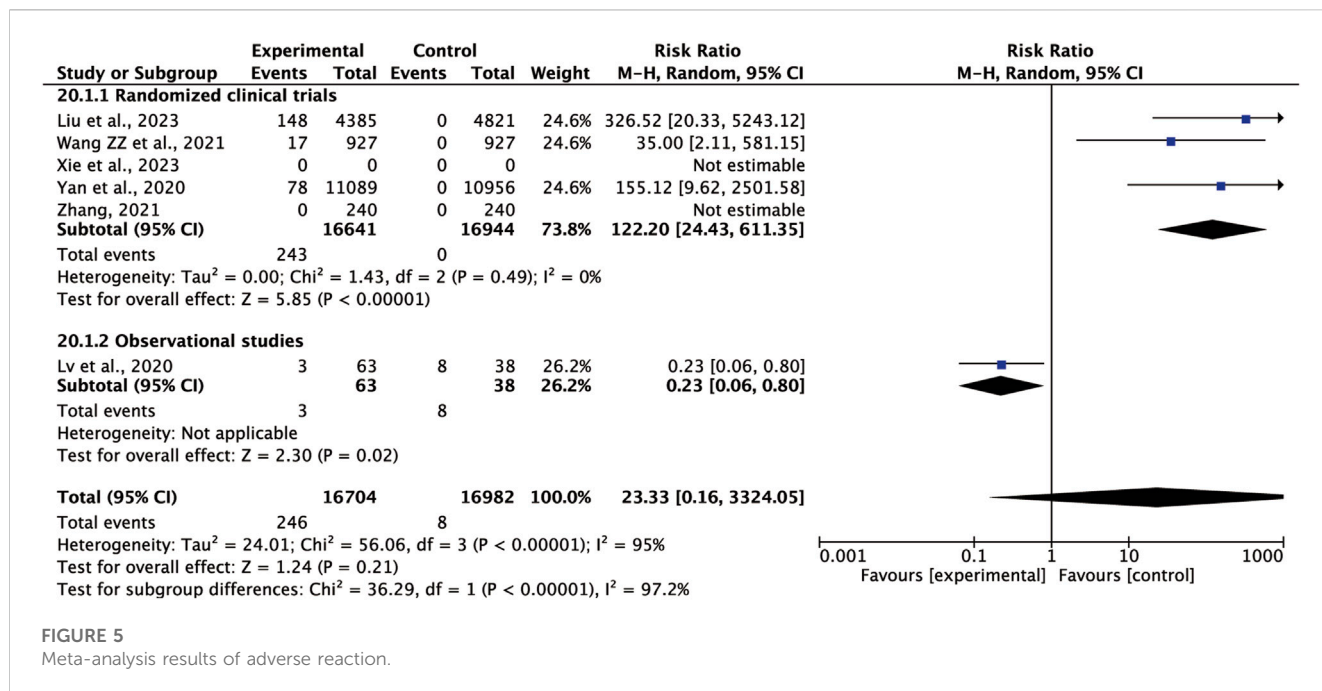 Experimental Control Risk Ratio Risk Ratio
Study or Subgroup Events Total Events Total Weight M-H, Random, 95% CI M-H, Random, 95% CI
20.1.1 Randomized clinical trials
Liu et al., 2023 148 4385 0 4821 24.6% 326.52 [20.33, 5243.12]
Wang ZZ et al., 2021 17 927 0 927 24.6% 35.00 [2.11, 581.15]
Xie et al., 2023 0 0 0 0 Not estimable
Yan et al., 2020 78 11089 0 10956 24.6% 155.12 [9.62, 2501.58]
Zhang, 2021 0 240 0 240 Not estimable
Subtotal (95% CI) 16641 16944 73.8% 122.20 [24.43, 611.35]
Total events 243 0
Heterogeneity: Tau² = 0.00; Chi² = 1.43, df = 2 (P = 0.49); I² = 0%
Test for overall effect: Z = 5.85 (P < 0.00001)
20.1.2 Observational studies
Lv et al., 2020 3 63 8 38 26.2% 0.23 [0.06, 0.80]
Subtotal (95% CI) 63 38 26.2% 0.23 [0.06, 0.80]
Total events 3 8
Heterogeneity: Not applicable
Test for overall effect: Z = 2.30 (P = 0.02)
Total (95% CI) 16704 16982 100.0% 23.33 [0.16, 3324.05]
Total events 246 8
Heterogeneity: Tau² = 24.01; Chi² = 56.06, df = 3 (P < 0.00001); I² = 95%
Test for overall effect: Z = 1.24 (P = 0.21)
Test for subgroup differences: Chi² = 36.29, df = 1 (P < 0.00001), I² = 97.2%
0.001 0.1 1 10 1000
Favours [experimental] Favours [control]
FIGURE 5
Meta-analysis results of adverse reaction.